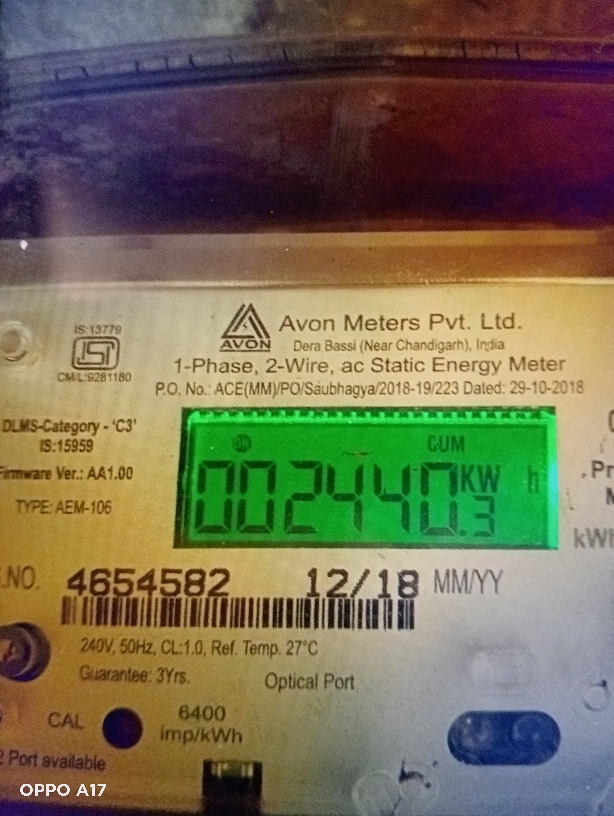 IS:13779
ISI
CM/L:9281180
AVON
Avon Meters Pvt. Ltd.
Dera Bassi (Near Chandigarh), India
1-Phase, 2-Wire, ac Static Energy Meter
P.O. No.: ACE(MM)/PO/Saubhagya/2018-19/223 Dated: 29-10-2018
DLMS-Category - 'C3'
IS:15959
Firmware Ver.: AA1.00
TYPE: AEM-106
ON CUM
002440.3 KW h
.Pr
kWh
.NO. 4654582 12/18 MM/YY
240V, 50Hz, CL:1.0, Ref. Temp. 27°C
Guarantee: 3Yrs.
Optical Port
CAL
6400
imp/kWh
2 Port available
OPPO A17